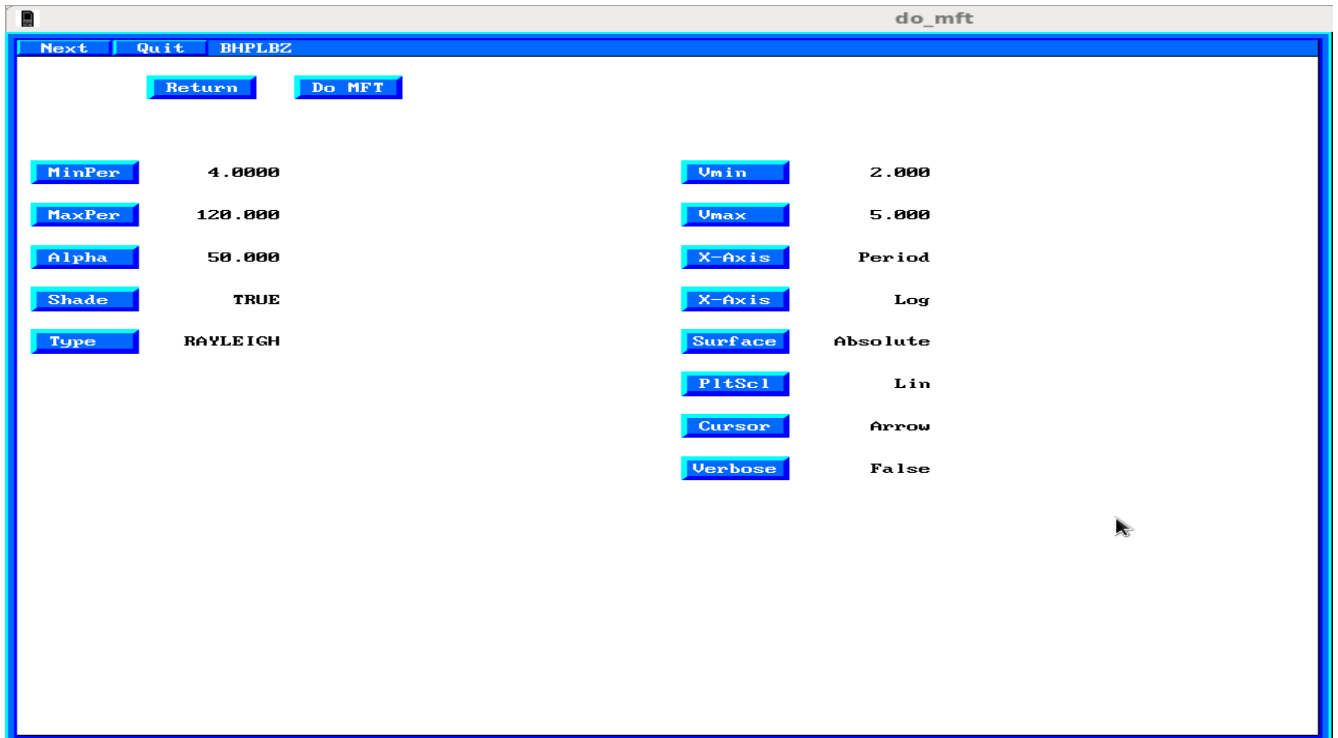 do_mft
Next Quit BHPLBZ
Return Do MFT
MinPer 4.0000 Vmin 2.000
MaxPer 120.000 Vmax 5.000
Alpha 50.000 X-Axis Period
Shade TRUE X-Axis Log
Type RAYLEIGH Surface Absolute
PltScl Lin
Cursor Arrow
Verbose False